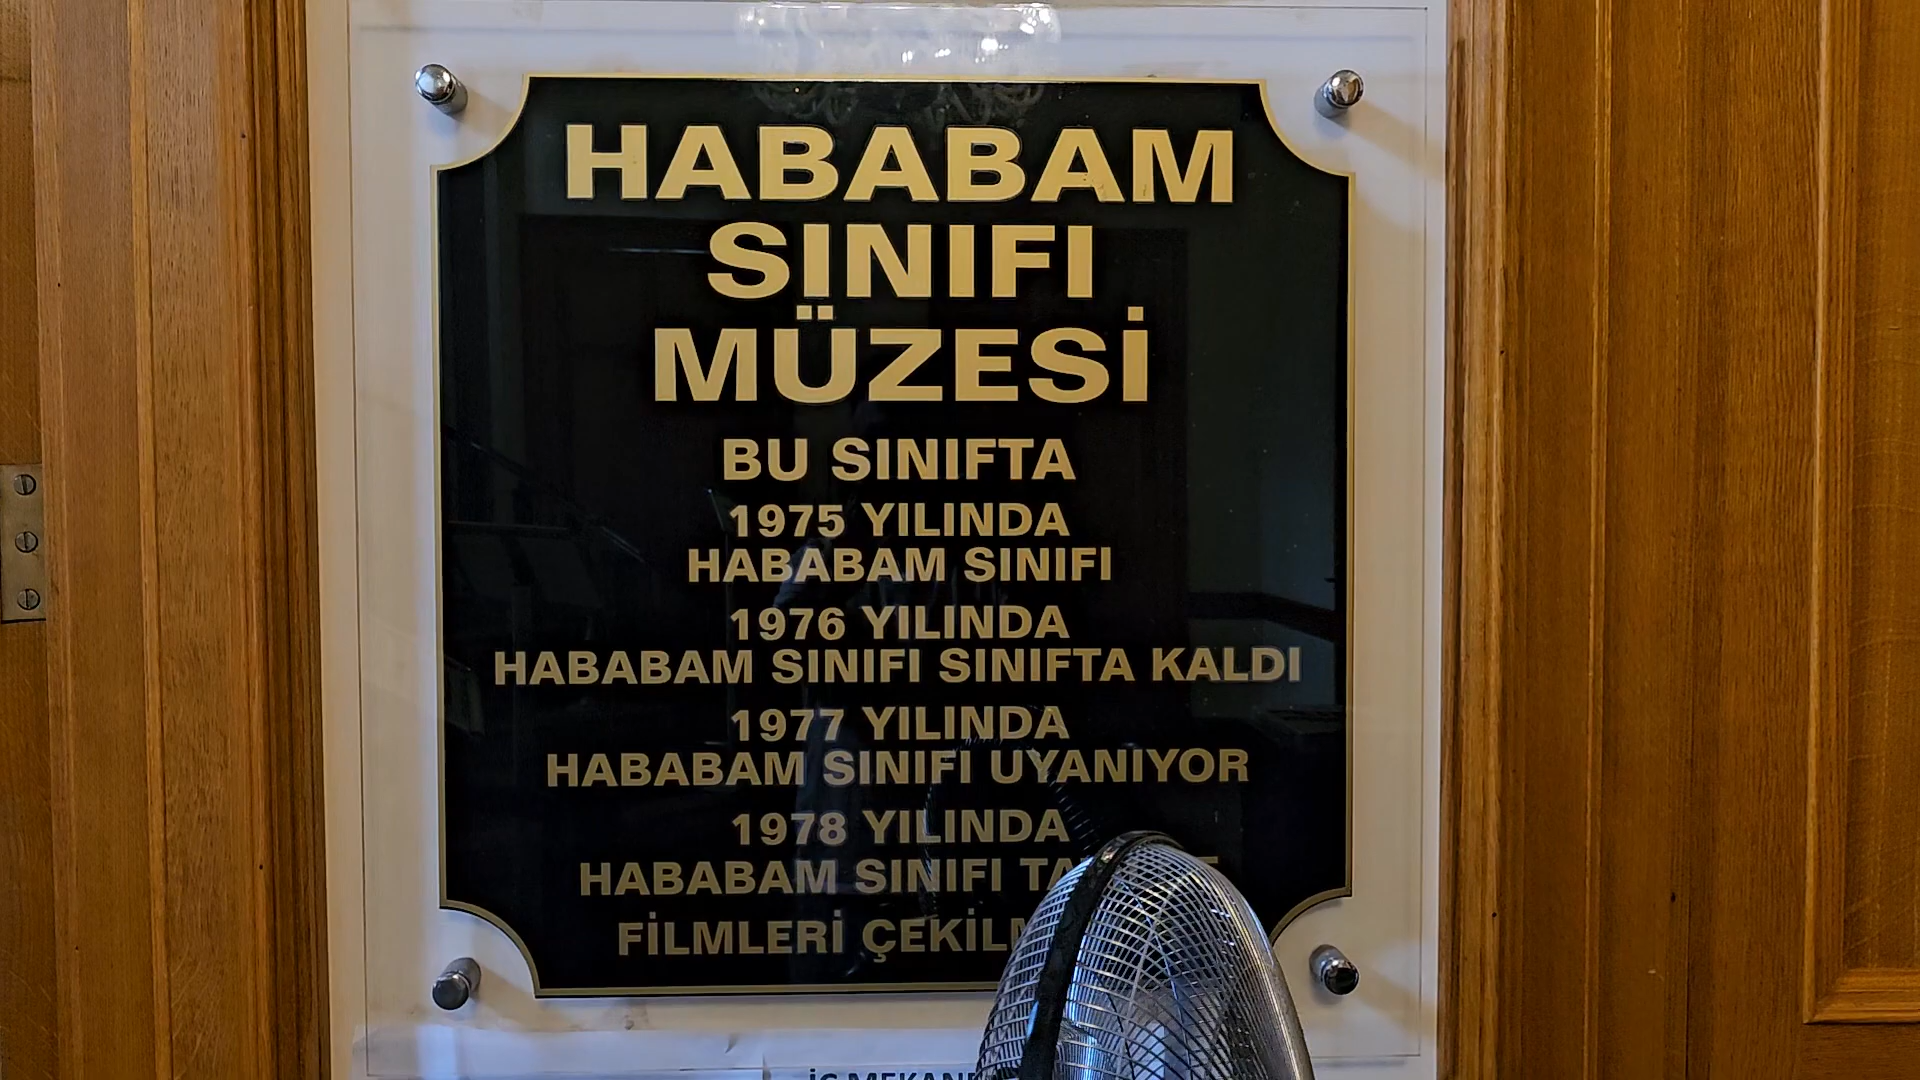 HABABAM
SINIFI
MÜZESİ
BU SINIFTA
1975 YILINDA
HABABAM SINIFI
1976 YILINDA
HABABAM SINIFI SINIFTA KALDI
1977 YILINDA
HABABAM SINIFI UYANIYOR
1978 YILINDA
HABABAM SINIFI
FİLMLERİ
İÇ